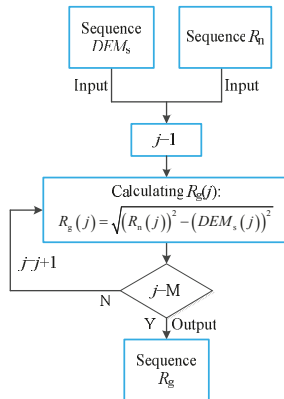 Sequence
DEMs
Sequence Rn
Input
Input
j–1
Calculating Rg(j):
Rg(j) = √((Rn(j))² −(DEMs(j))²
j–j+1
N
j–M
Y
Output
Sequence
Rg